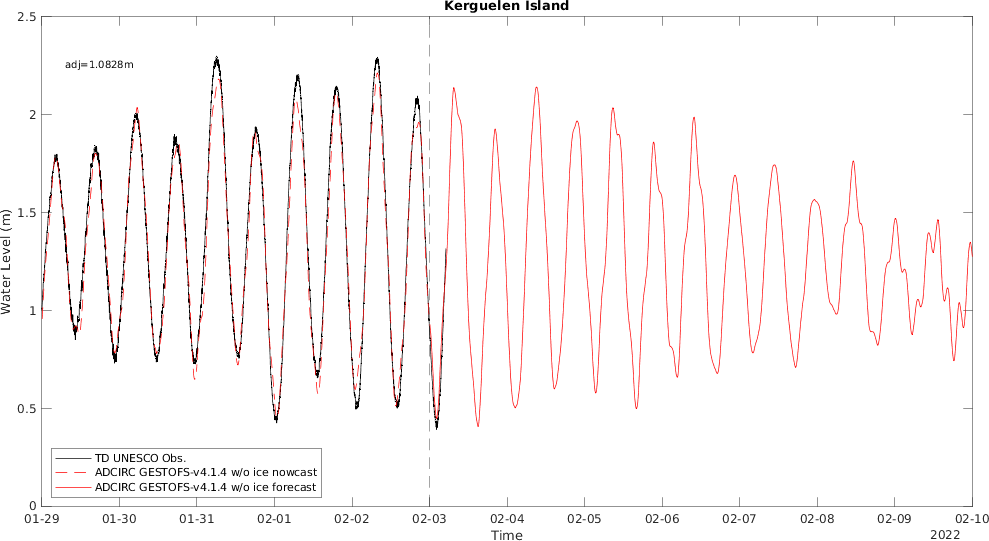 Kerguelen Island
2.5
adj=1.0828m
2
1.5
Water Level (m)
1
0.5
TD UNESCO Obs.
ADCIRC GESTOFS-v4.1.4 w/o ice nowcast
ADCIRC GESTOFS-v4.1.4 w/o ice forecast
0
01-29 01-30 01-31 02-01 02-02 02-03 02-04 02-05 02-06 02-07 02-08 02-09 02-10
Time
2022